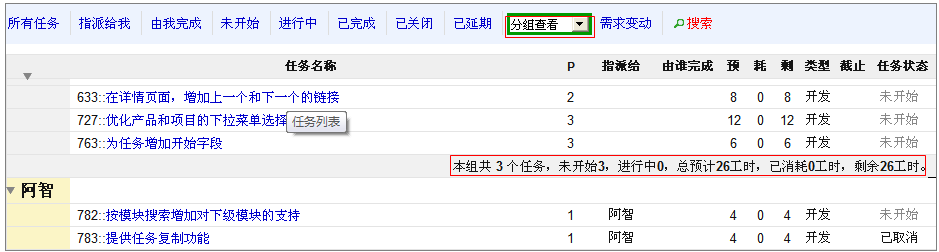 所有任务 指派给我 由我完成 未开始 进行中 已完成 已关闭 已延期 分组查看 需求变动 搜索
任务名称 P 指派给 由谁完成 预 耗 剩 类型 截止 任务状态
633::在详情页面，增加上一个和下一个的链接 2 8 0 8 开发 未开始
727::优化产品和项目的下拉菜单选择 任务列表 3 12 0 12 开发 未开始
763::为任务增加开始字段 3 6 0 6 开发 未开始
本组共 3 个任务，未开始3，进行中0，总预计26工时，已消耗0工时，剩余26工时。
阿智
782::按模块搜索增加对下级模块的支持 1 阿智 4 0 4 开发 未开始
783::提供任务复制功能 1 阿智 4 0 4 开发 已取消